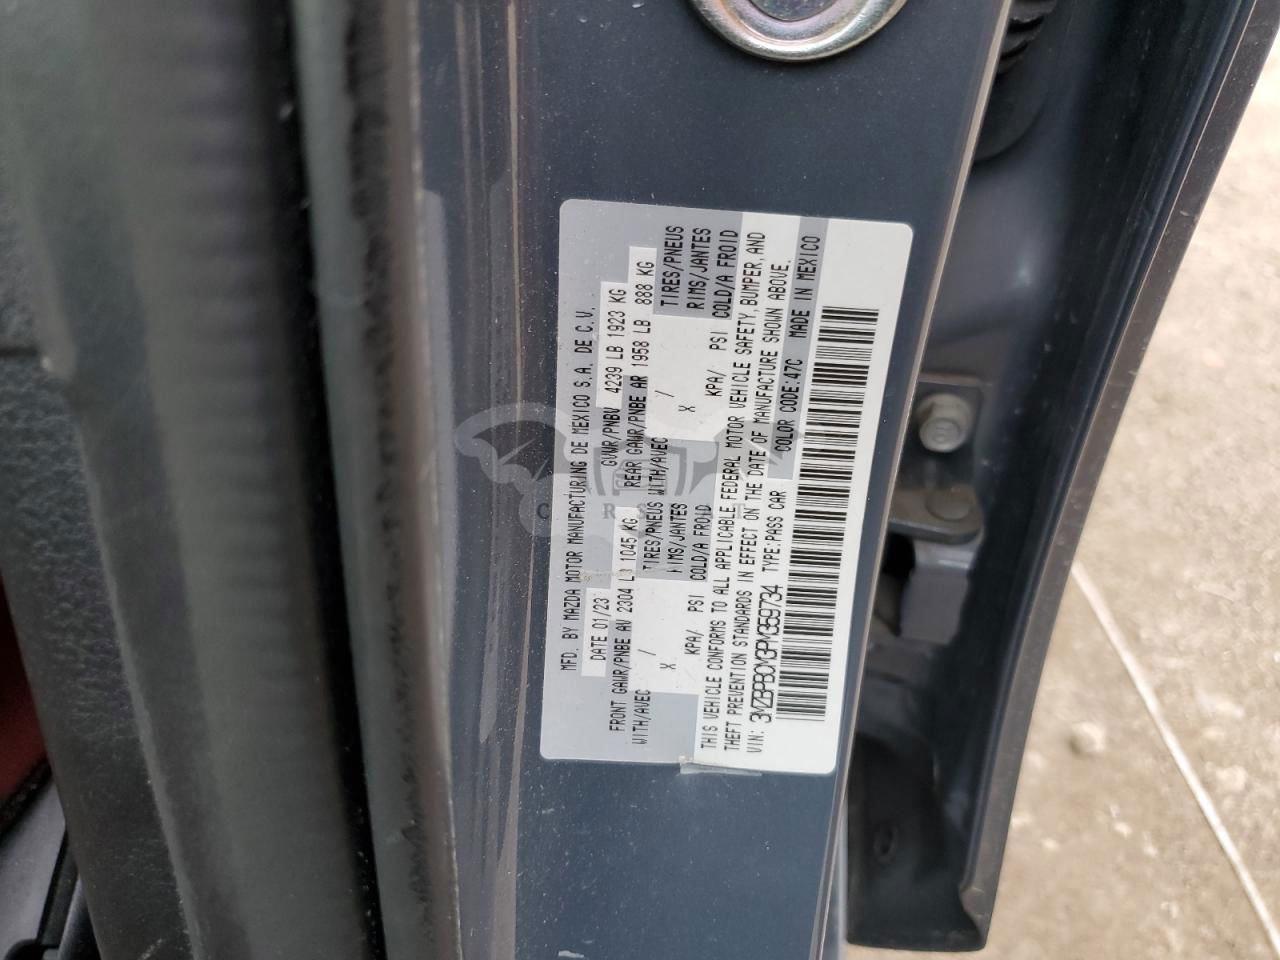 MFD. BY MAZDA MOTOR MANUFACTURING DE MEXICO S.A. DE C.V.
DATE 01/23 GVWR/PNBV 4239 LB 1923 KG
FRONT GAWR/PNBE AV 2304 LB 1045 KG REAR GAWR/PNBE AR 1958 LB 888 KG
WITH/AVEC / TIRES/PNEUS WITH/AVEC / TIRES/PNEUS
X RIMS/JANTES X RIMS/JANTES
KPA/ PSI COLD/A FROID KPA/ PSI COLD/A FROID
THIS VEHICLE CONFORMS TO ALL APPLICABLE FEDERAL MOTOR VEHICLE SAFETY, BUMPER, AND
THEFT PREVENTION STANDARDS IN EFFECT ON THE DATE OF MANUFACTURE SHOWN ABOVE.
VIN: 3MZBPBCM3PM359734 TYPE:PASS CAR COLOR CODE:47C MADE IN MEXICO